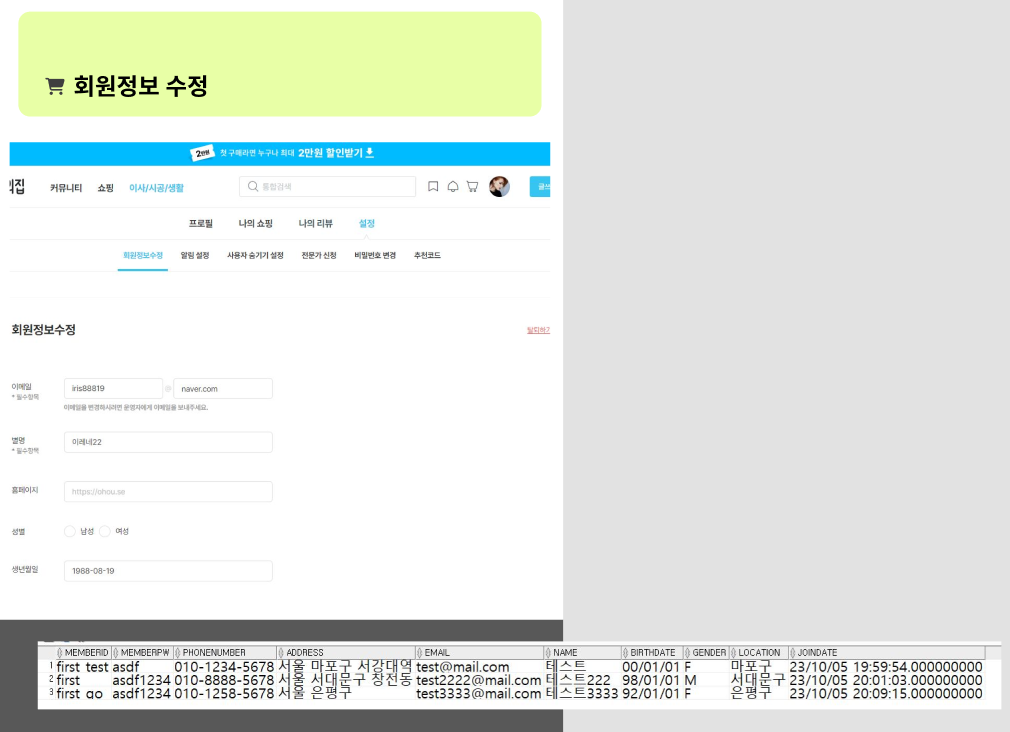 회원정보 수정
2만원 첫 구매라면 누구나 최대 2만원 할인받기
의집 커뮤니티 쇼핑 이사/시공/생활 통합검색 글쓰
프로필 나의 쇼핑 나의 리뷰 설정
회원정보수정 알림 설정 사용자 숨기기 설정 전문가 신청 비밀번호 변경 추천코드
회원정보수정 탈퇴하기
이메일 iris88819 @ naver.com
* 필수항목
이메일을 변경하시려면 운영자에게 이메일을 보내주세요.
별명 이레네22
* 필수항목
홈페이지 https://ohou.se
성별 남성 여성
생년월일 1988-08-19
MEMBERID MEMBERPW PHONENUMBER ADDRESS EMAIL NAME BIRTHDATE GENDER LOCATION JOINDATE
1 first test asdf 010-1234-5678 서울 마포구 서강대역 test@mail.com 테스트 00/01/01 F 마포구 23/10/05 19:59:54.000000000
2 first asdf1234 010-8888-5678 서울 서대문구 창전동 test2222@mail.com 테스트222 98/01/01 M 서대문구 23/10/05 20:01:03.000000000
3 first go asdf1234 010-1258-5678 서울 은평구 test3333@mail.com 테스트3333 92/01/01 F 은평구 23/10/05 20:09:15.000000000